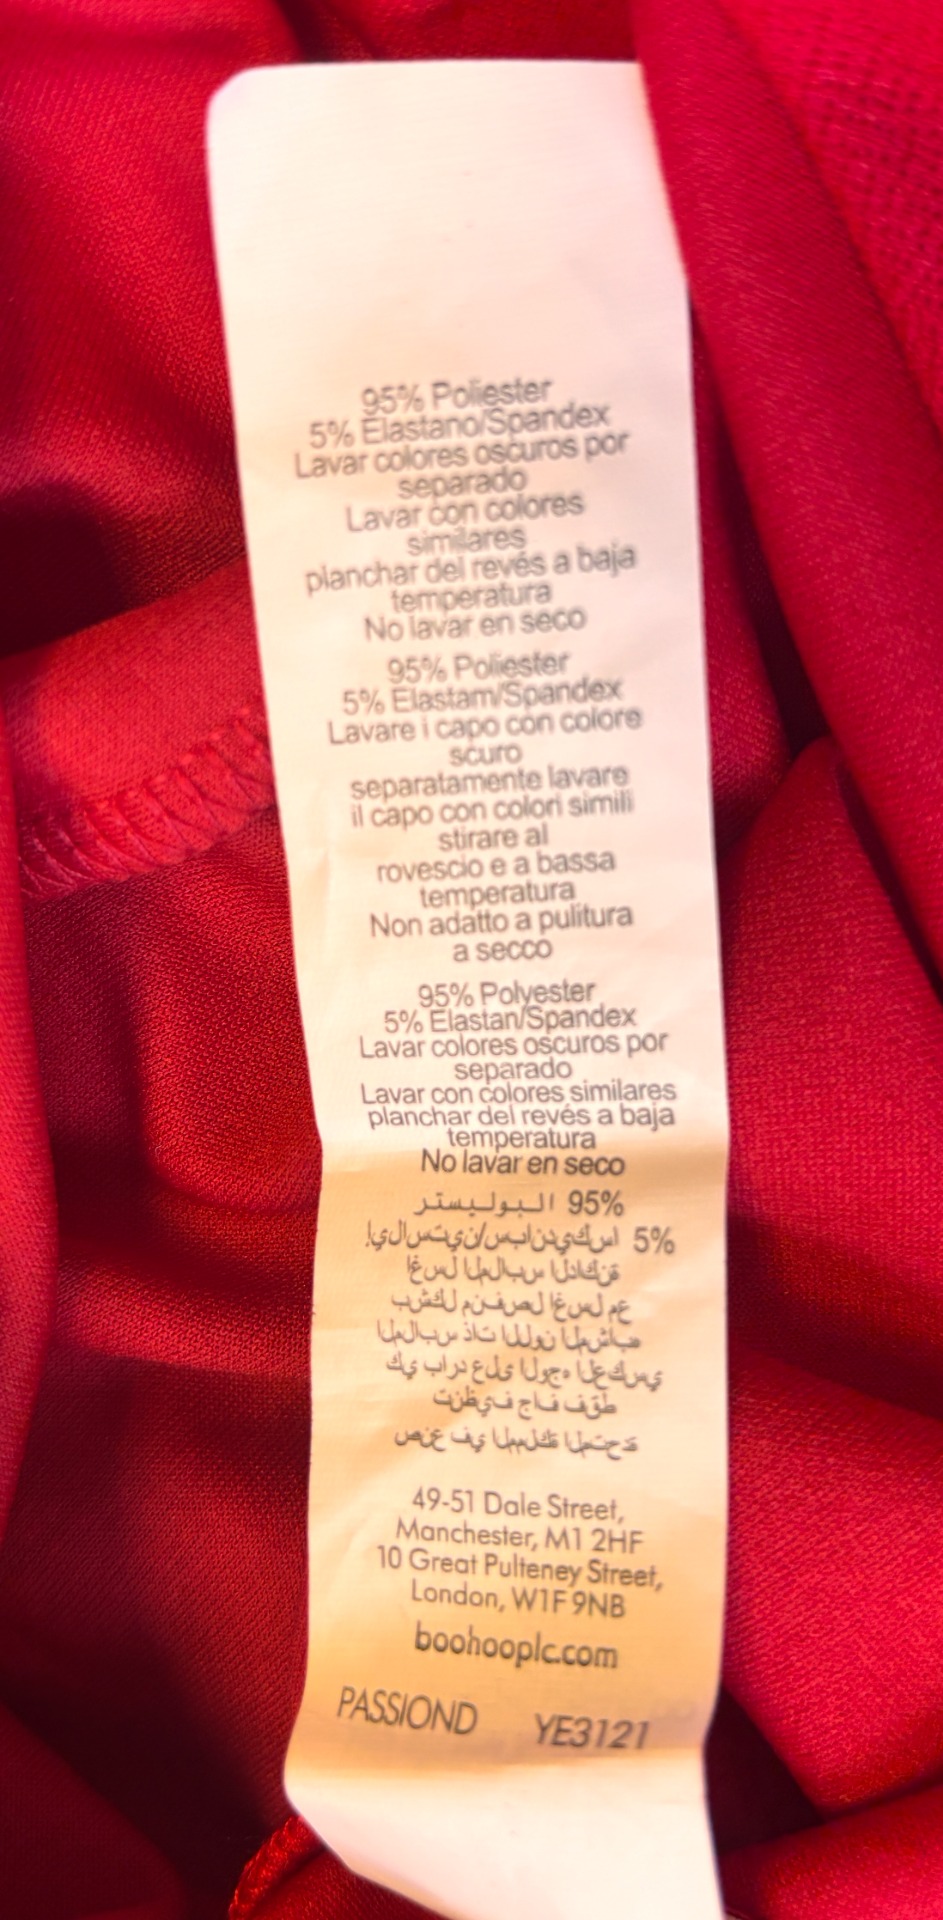 95% Poliester
5% Elastano/Spandex
Lavar colores oscuros por
separado
Lavar con colores
similares
planchar del revés a baja
temperatura
No lavar en seco
95% Poliester
5% Elastam/Spandex
Lavare i capo con colore
scuro
separatamente lavare
il capo con colori simili
stirare al
rovescio e a bassa
temperatura
Non adatto a pulitura
a secco
95% Polyester
5% Elastan/Spandex
Lavar colores oscuros por
separado
Lavar con colores similares
planchar del revés a baja
temperatura
No lavar en seco
95% البوليستر
5%
49-51 Dale Street,
Manchester, M1 2HF
10 Great Pulteney Street,
London, W1F 9NB
boohooplc.com
PASSIOND YE3121